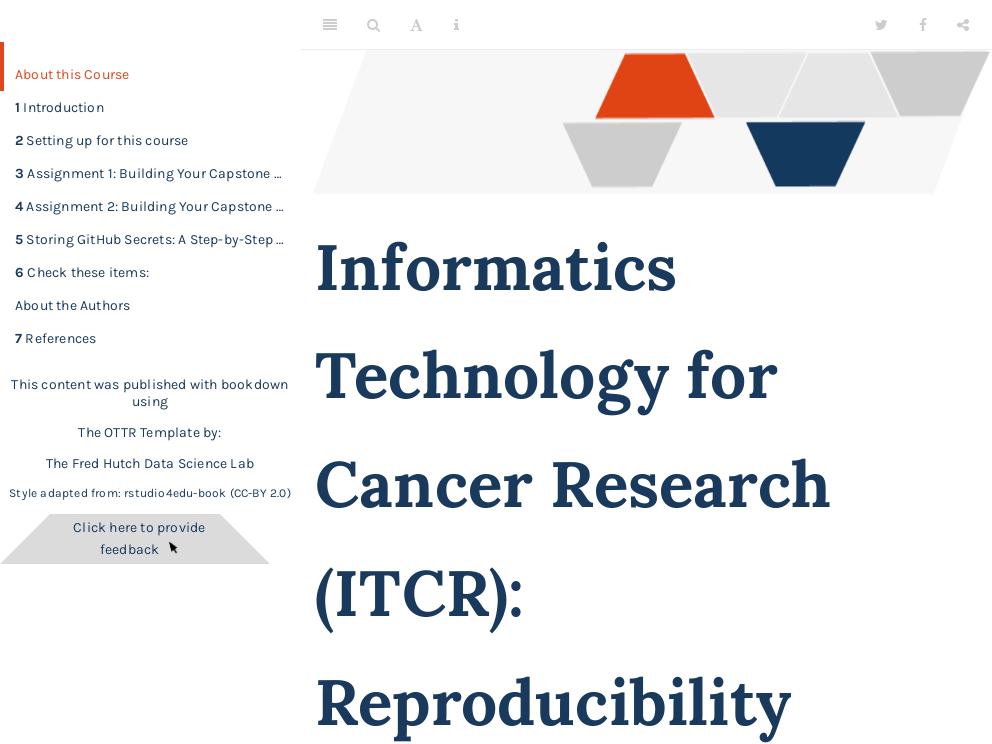 About this Course
1 Introduction
2 Setting up for this course
3 Assignment 1: Building Your Capstone ...
4 Assignment 2: Building Your Capstone ...
5 Storing GitHub Secrets: A Step-by-Step ...
6 Check these items:
About the Authors
7 References
This content was published with bookdown
using
The OTTR Template by:
The Fred Hutch Data Science Lab
Style adapted from: rstudio4edu-book (CC-BY 2.0)
Click here to provide
feedback
Informatics
Technology for
Cancer Research
(ITCR):
Reproducibility